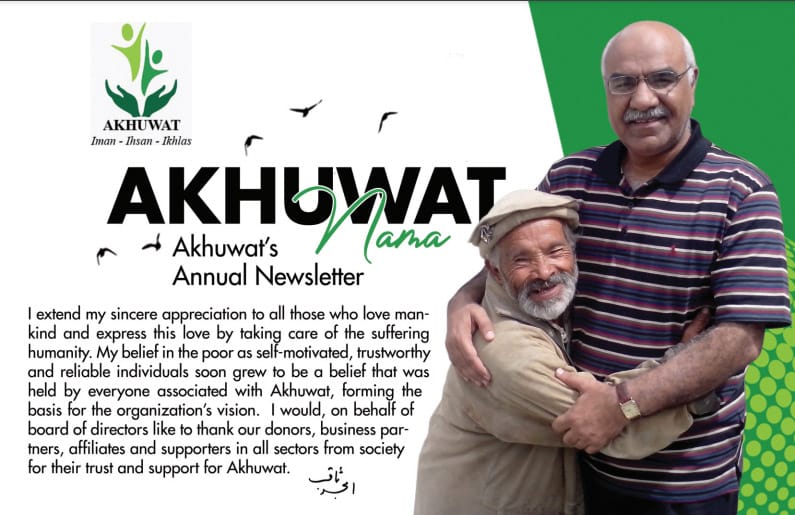 AKHUWAT
Iman - Ihsan - Ikhlas
AKHUWAT
Nama
Akhuwat's
Annual Newsletter
I extend my sincere appreciation to all those who love man-
kind and express this love by taking care of the suffering
humanity. My belief in the poor as self-motivated, trustworthy
and reliable individuals soon grew to be a belief that was
held by everyone associated with Akhuwat, forming the
basis for the organization's vision. I would, on behalf of
board of directors like to thank our donors, business par-
tners, affiliates and supporters in all sectors from society
for their trust and support for Akhuwat.